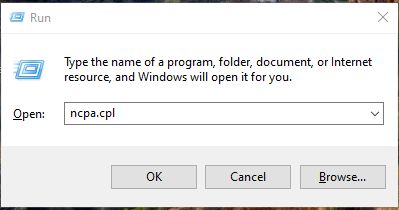 Run
Type the name of a program, folder, document, or Internet
resource, and Windows will open it for you.
Open: ncpa.cpl
OK Cancel Browse...